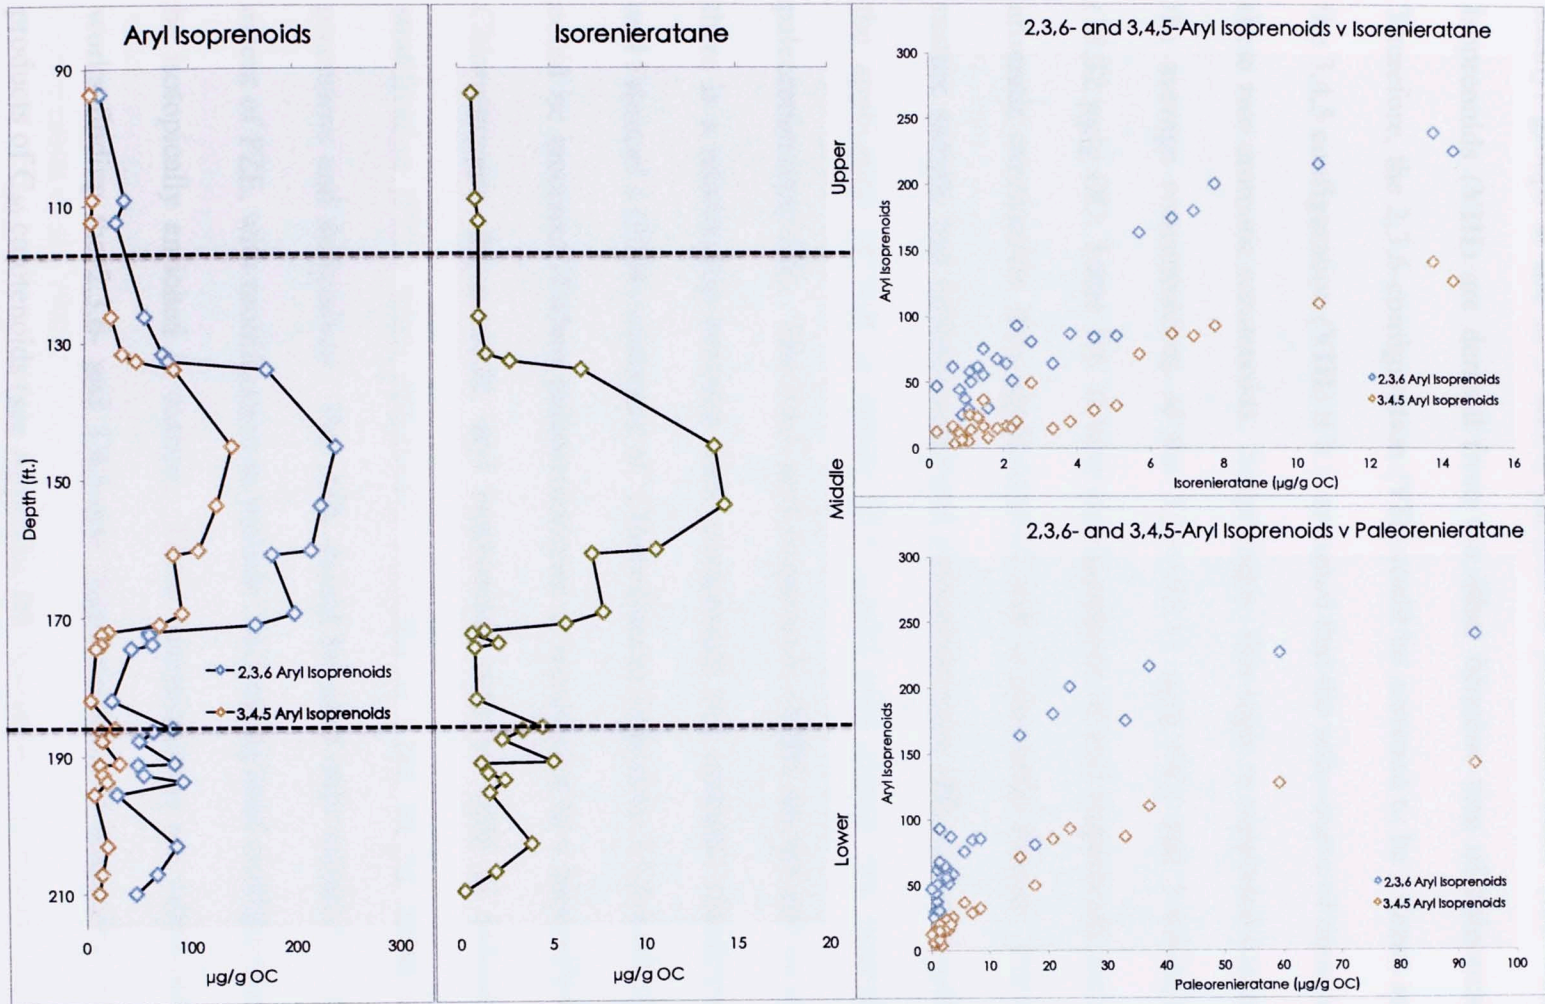 Aryl Isoprenoids
90
110
130
150
170
190
210
Depth (ft.)
2,3,6 Aryl Isoprenoids
3,4,5 Aryl Isoprenoids
0 100 200 300
µg/g OC
Isorenieratane
Upper
Middle
Lower
0 5 10 15 20
µg/g OC
2,3,6- and 3,4,5-Aryl Isoprenoids v Isorenieratane
300
250
200
150
100
50
0
Aryl Isoprenoids
2,3,6 Aryl Isoprenoids
3,4,5 Aryl Isoprenoids
0 2 4 6 8 10 12 14 16
Isorenieratane (µg/g OC)
2,3,6- and 3,4,5-Aryl Isoprenoids v Paleorenieratane
300
250
200
150
100
50
0
Aryl Isoprenoids
2,3,6 Aryl Isoprenoids
3,4,5 Aryl Isoprenoids
0 10 20 30 40 50 60 70 80 90 100
Paleorenieratane (µg/g OC)